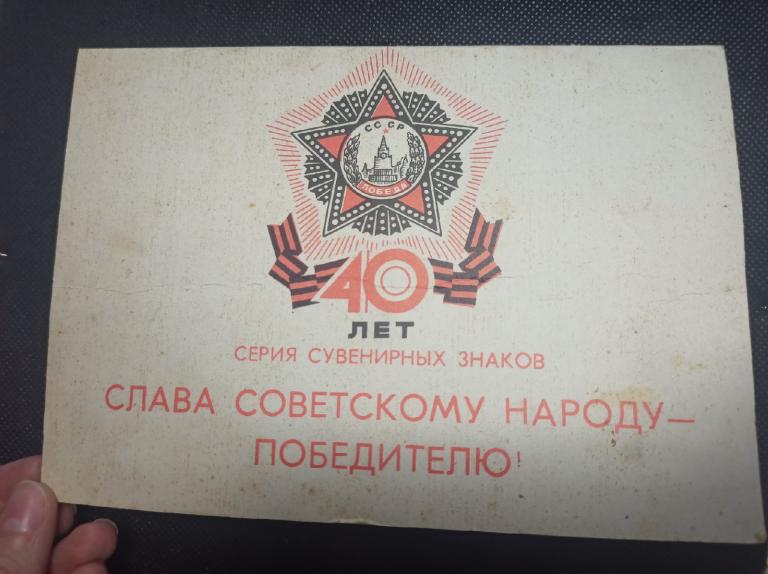 СССР
ПОБЕДА
40
ЛЕТ
СЕРИЯ СУВЕНИРНЫХ ЗНАКОВ
СЛАВА СОВЕТСКОМУ НАРОДУ—
ПОБЕДИТЕЛЮ!